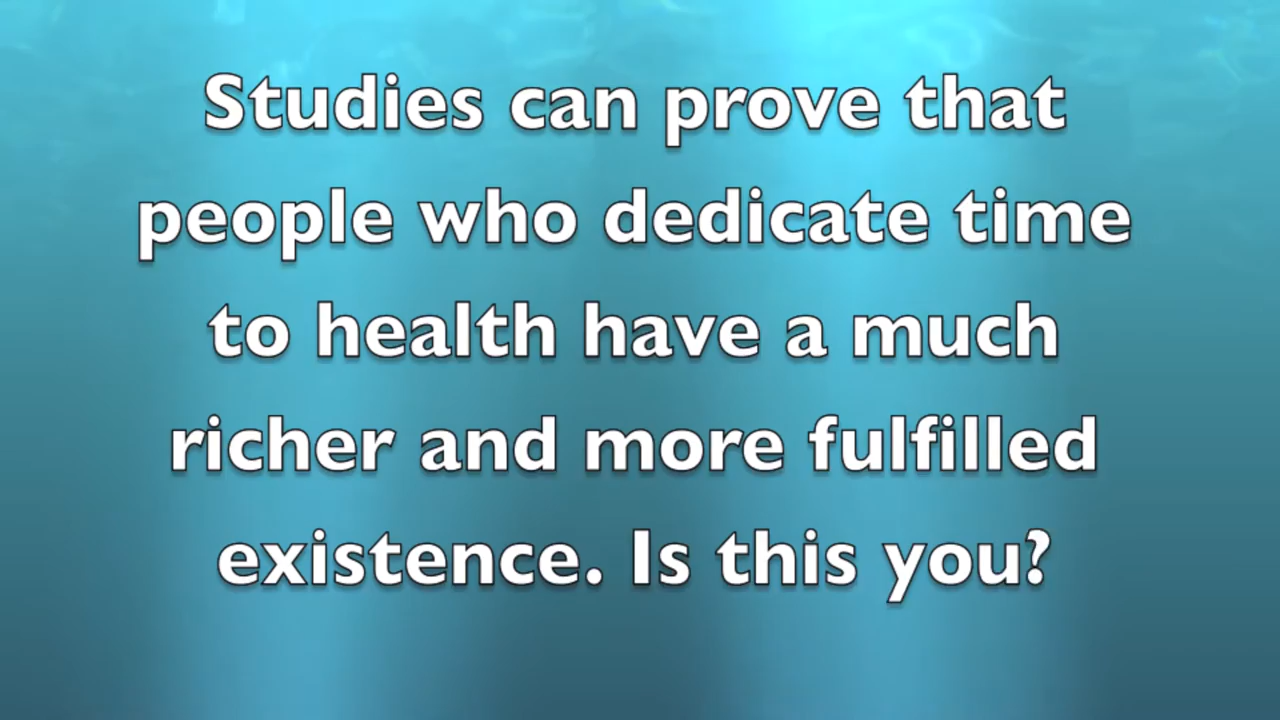 Studies can prove that
people who dedicate time
to health have a much
richer and more fulfilled
existence. Is this you?